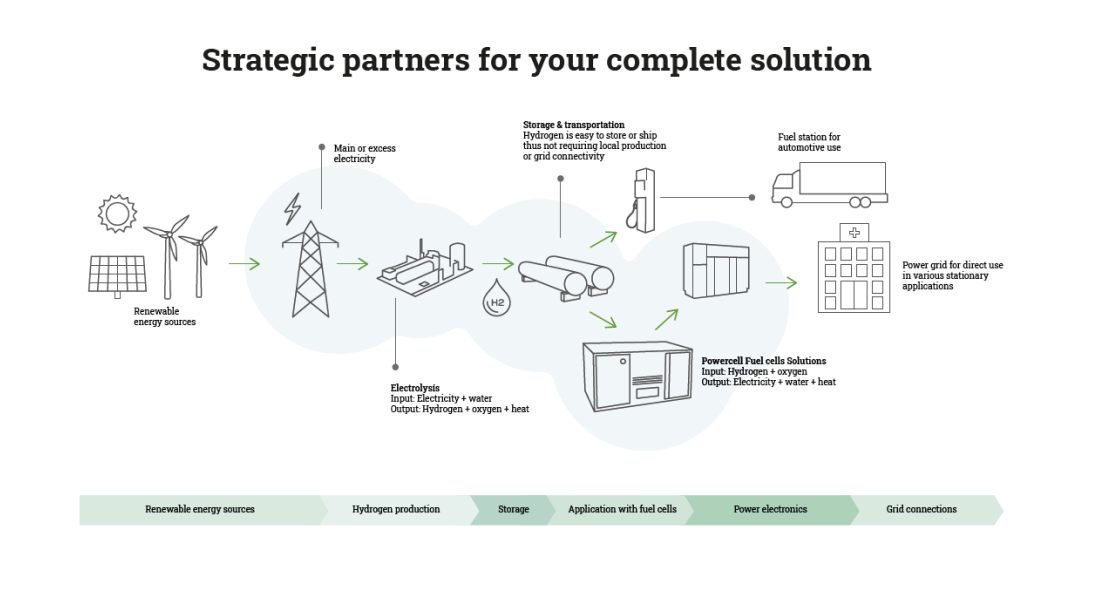 Strategic partners for your complete solution
Storage & transportation
Hydrogen is easy to store or ship
thus not requiring local production
or grid connectivity
Main or excess
electricity
Fuel station for
automotive use
Power grid for direct use
in various stationary
applications
H2
Renewable
energy sources
Powercell Fuel cells Solutions
Input: Hydrogen + oxygen
Output: Electricity + water + heat
Electrolysis
Input: Electricity + water
Output: Hydrogen + oxygen + heat
Renewable energy sources
Hydrogen production
Storage
Application with fuel cells
Power electronics
Grid connections